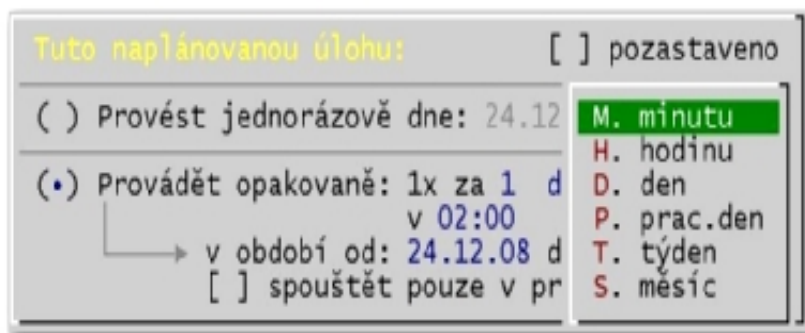 Tuto naplánovanou úlohu: [ ] pozastaveno
( ) Provést jednorázově dne: 24.12
(•) Provádět opakovaně: 1x za 1 d
v 02:00
v období od: 24.12.08 d
[ ] spouštět pouze v pr
M. minutu
H. hodinu
D. den
P. prac.den
T. týden
S. měsíc